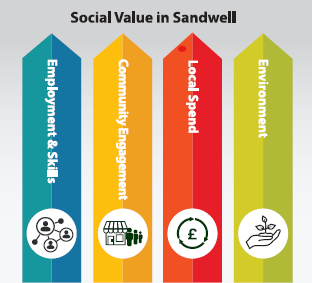 Social Value in Sandwell
Employment & Skills
Community Engagement
Local Spend
Environment
£